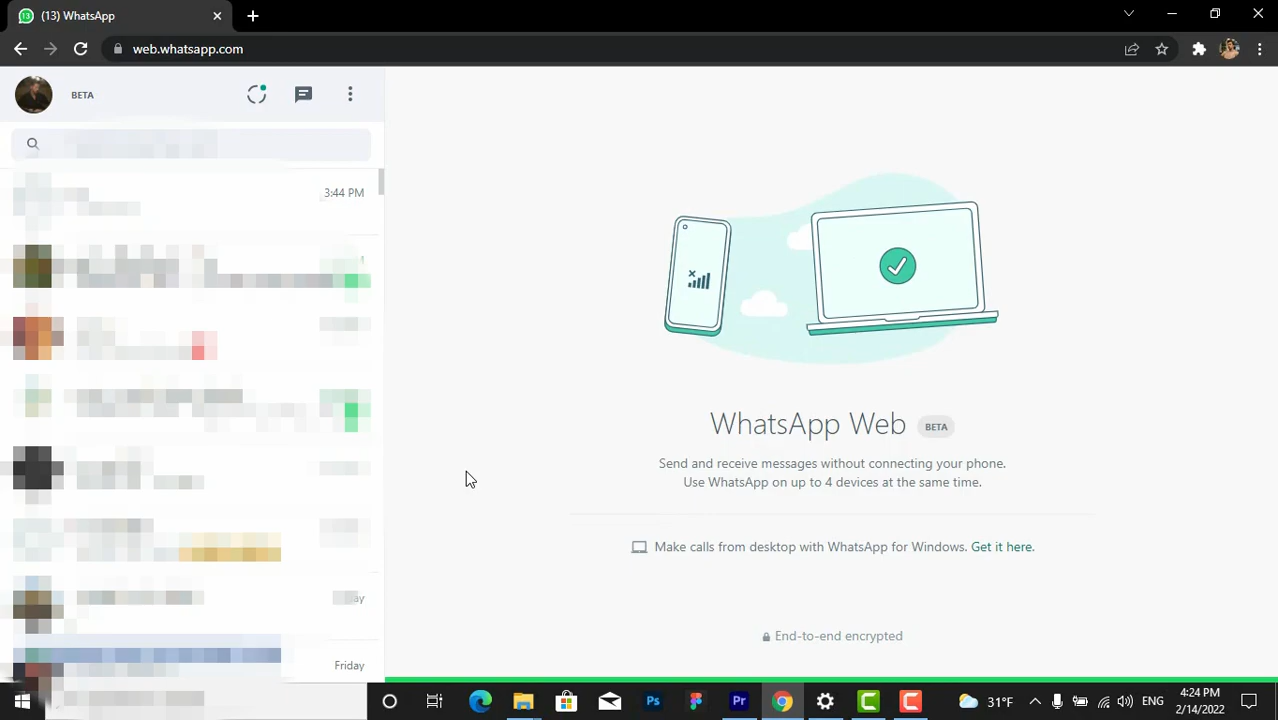 (13) WhatsApp
web.whatsapp.com
BETA
3:44 PM
Friday
WhatsApp Web BETA
Send and receive messages without connecting your phone.
Use WhatsApp on up to 4 devices at the same time.
Make calls from desktop with WhatsApp for Windows. Get it here.
End-to-end encrypted
Ps
Pr
31°F
ENG
4:24 PM
2/14/2022